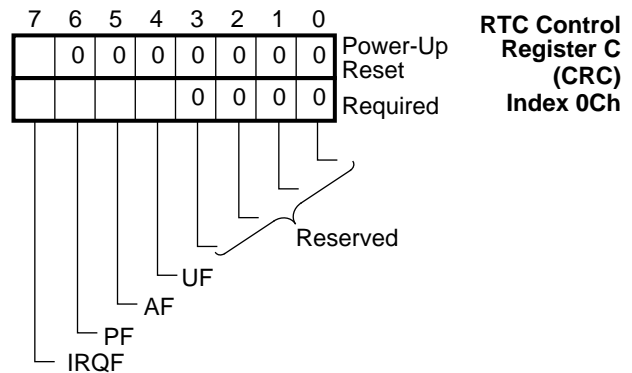 7 6 5 4 3 2 1 0
RTC Control
Register C
(CRC)
Index 0Ch
0 0 0 0 0 0 0
Power-Up
Reset
0 0 0 0
Required
Reserved
UF
AF
PF
IRQF